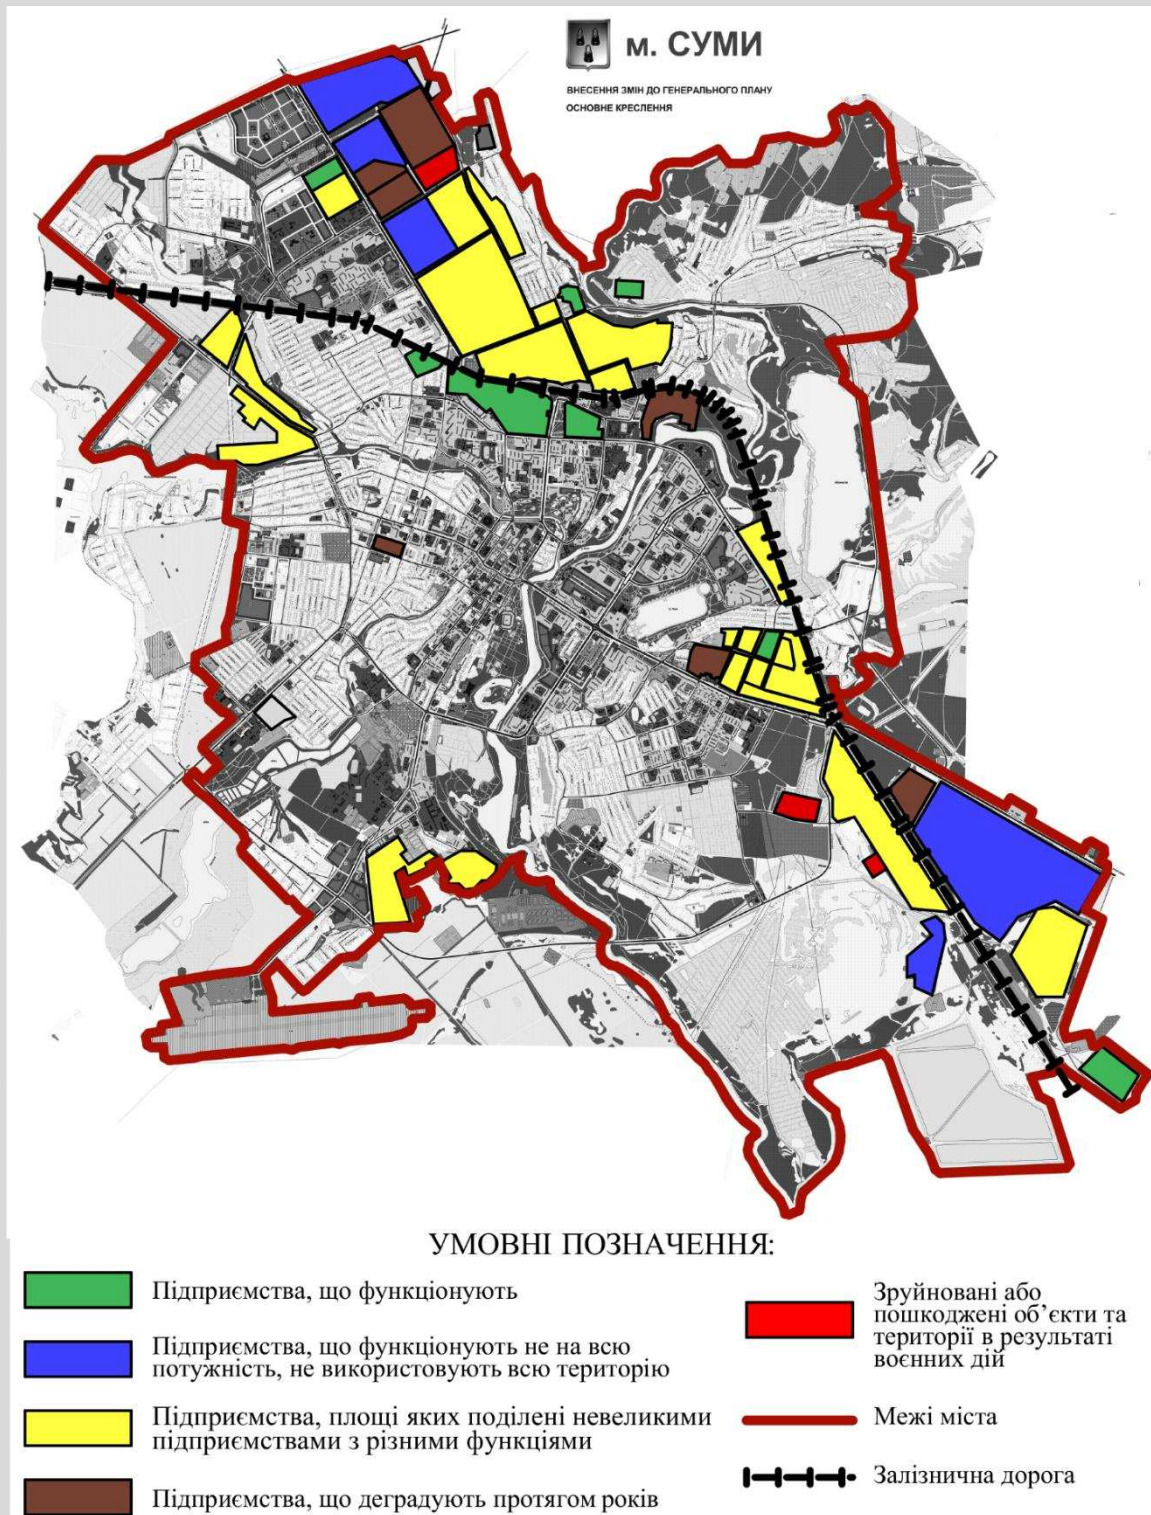 м. СУМИ
ВНЕСЕННЯ ЗМІН ДО ГЕНЕРАЛЬНОГО ПЛАНУ
ОСНОВНЕ КРЕСЛЕННЯ
УМОВНІ ПОЗНАЧЕННЯ:
Підприємства, що функціонують
Підприємства, що функціонують не на всю
потужність, не використовують всю територію
Підприємства, площі яких поділені невеликими
підприємствами з різними функціями
Підприємства, що деградують протягом років
Зруйновані або
пошкоджені об’єкти та
території в результаті
воєнних дій
Межі міста
Залізнична дорога